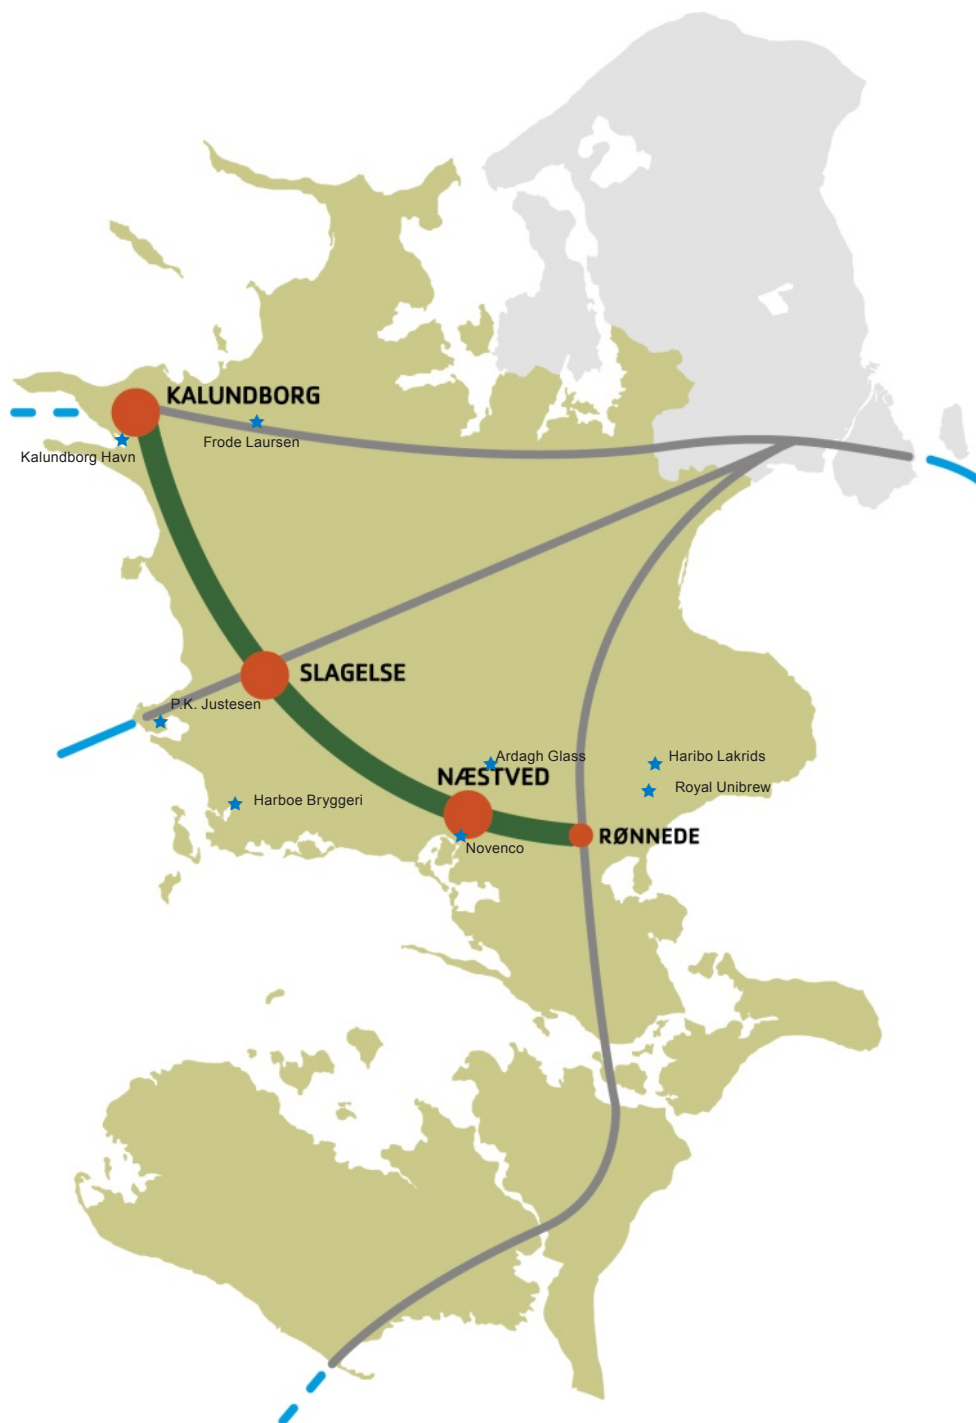 KALUNDBORG
Frode Laursen
Kalundborg Havn
SLAGELSE
P.K. Justesen
Ardagh Glass
Haribo Lakrids
NÆSTVED
Royal Unibrew
Harboe Bryggeri
RØNNEDE
Novenco